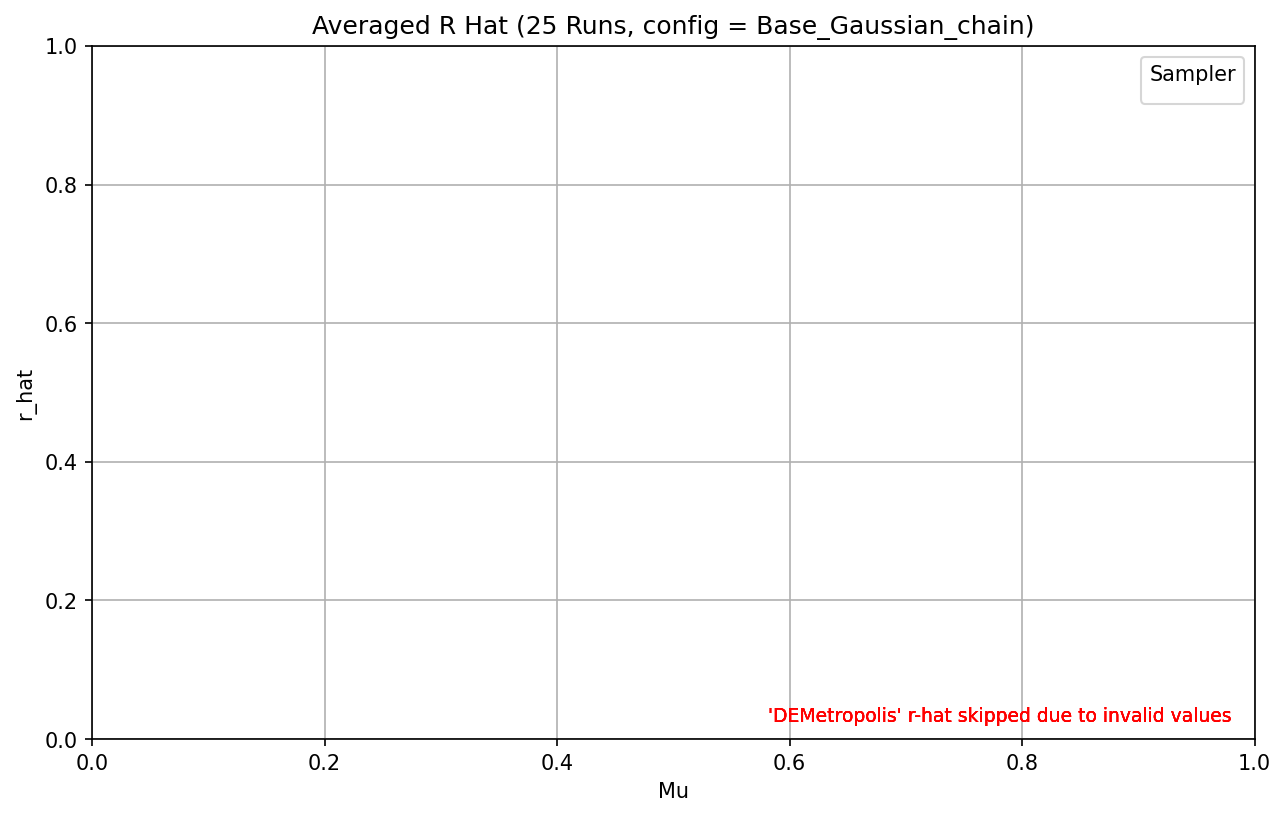 Averaged R Hat (25 Runs, config = Base_Gaussian_chain)
1.0
Sampler
0.8
0.6
r_hat
0.4
0.2
'DEMetropolis' r-hat skipped due to invalid values
0.0
0.0 0.2 0.4 0.6 0.8 1.0
Mu